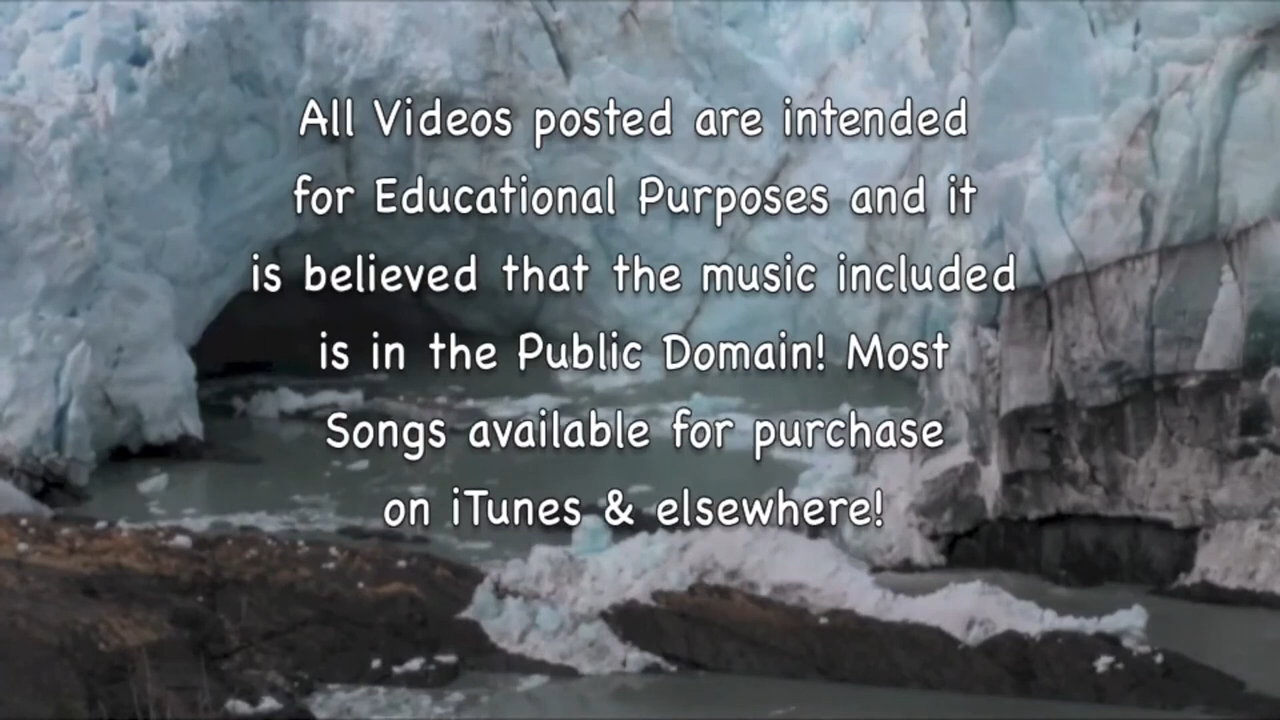 All Videos posted are intended
for Educational Purposes and it
is believed that the music included
is in the Public Domain! Most
Songs available for purchase
on iTunes & elsewhere!